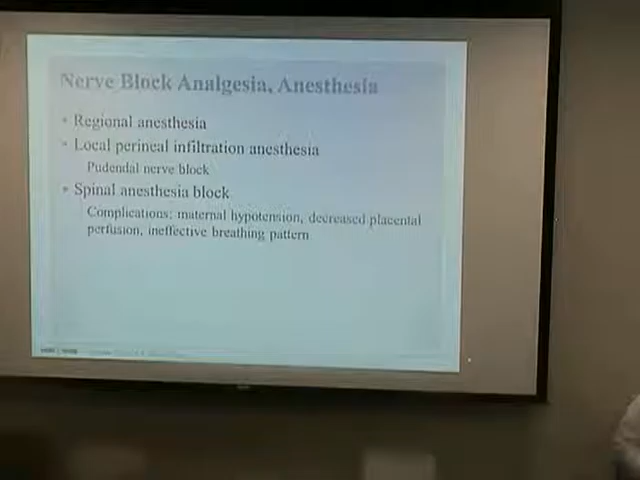 Nerve Block Analgesia, Anesthesia
• Regional anesthesia
• Local perineal infiltration anesthesia
Pudendal nerve block
• Spinal anesthesia block
Complications: maternal hypotension, decreased placental
perfusion, ineffective breathing pattern